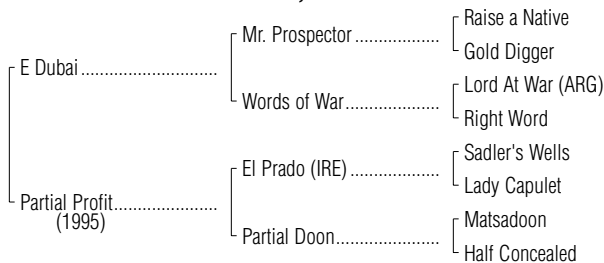 Raise a Native
Mr. Prospector ...................
Gold Digger
E Dubai .............................
Lord At War (ARG)
Words of War.....................
Right Word
Sadler's Wells
El Prado (IRE) ....................
Lady Capulet
Partial Profit......................
(1995)
Matsadoon
Partial Doon.......................
Half Concealed